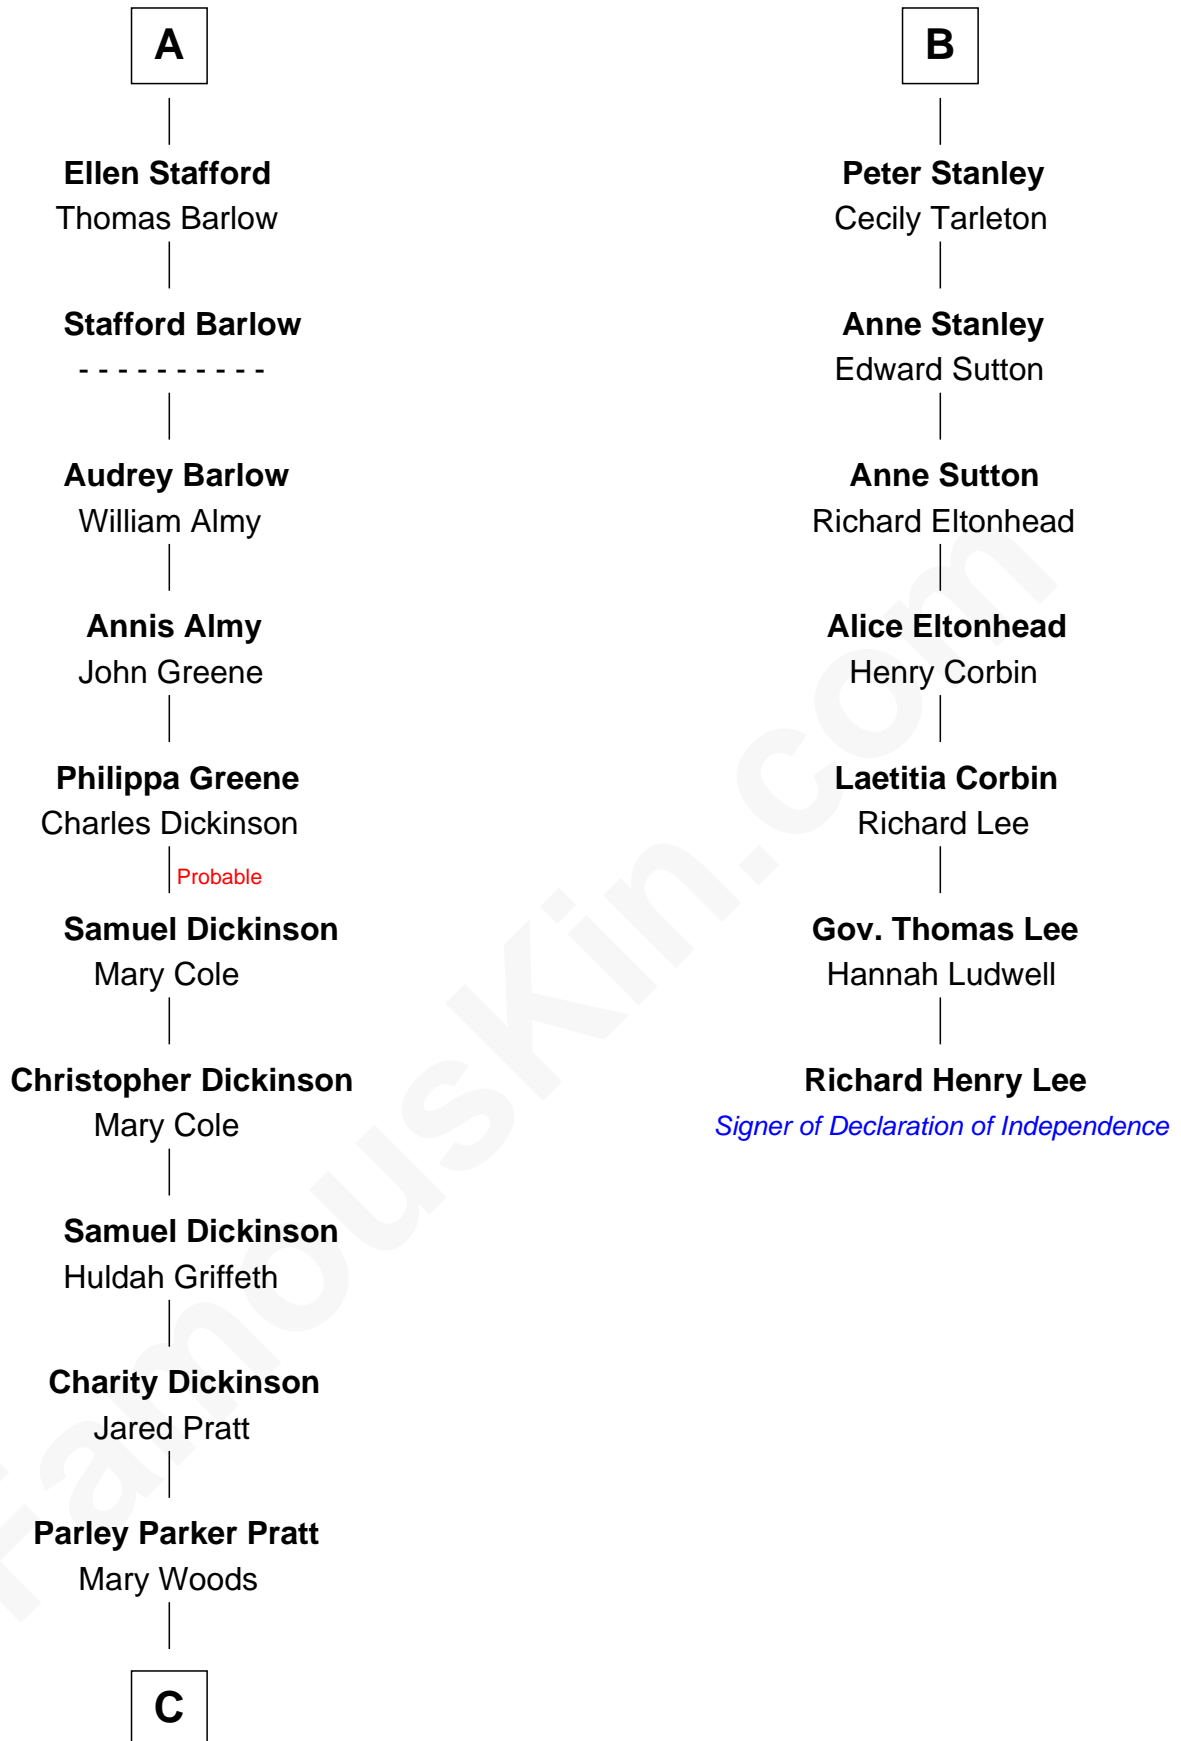 A
Ellen Stafford
Thomas Barlow
Stafford Barlow
- - - - - - - - - -
Audrey Barlow
William Almy
Annis Almy
John Greene
Philippa Greene
Charles Dickinson
Probable
Samuel Dickinson
Mary Cole
Christopher Dickinson
Mary Cole
Samuel Dickinson
Huldah Griffeth
Charity Dickinson
Jared Pratt
Parley Parker Pratt
Mary Woods
C
B
Peter Stanley
Cecily Tarleton
Anne Stanley
Edward Sutton
Anne Sutton
Richard Eltonhead
Alice Eltonhead
Henry Corbin
Laetitia Corbin
Richard Lee
Gov. Thomas Lee
Hannah Ludwell
Richard Henry Lee
Signer of Declaration of Independence
FamousKin.com